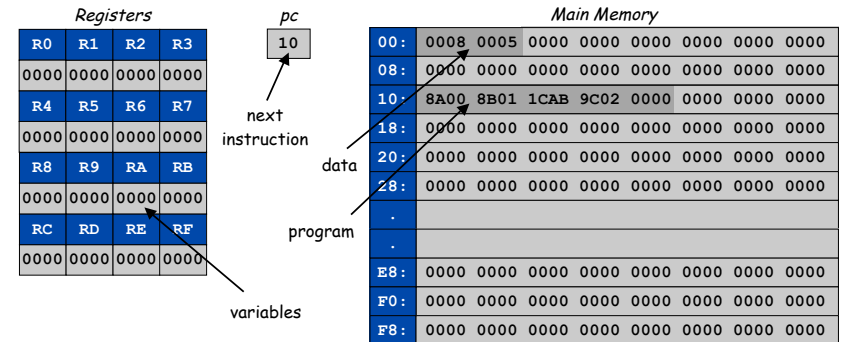 Registers
R0 R1 R2 R3
0000 0000 0000 0000
R4 R5 R6 R7
0000 0000 0000 0000
R8 R9 RA RB
0000 0000 0000 0000
RC RD RE RF
0000 0000 0000 0000
variables
pc
10
next
instruction
data
program
Main Memory
00: 0008 0005 0000 0000 0000 0000 0000 0000
08: 0000 0000 0000 0000 0000 0000 0000 0000
10: 8A00 8B01 1CAB 9C02 0000 0000 0000 0000
18: 0000 0000 0000 0000 0000 0000 0000 0000
20: 0000 0000 0000 0000 0000 0000 0000 0000
28: 0000 0000 0000 0000 0000 0000 0000 0000
.
.
E8: 0000 0000 0000 0000 0000 0000 0000 0000
F0: 0000 0000 0000 0000 0000 0000 0000 0000
F8: 0000 0000 0000 0000 0000 0000 0000 0000